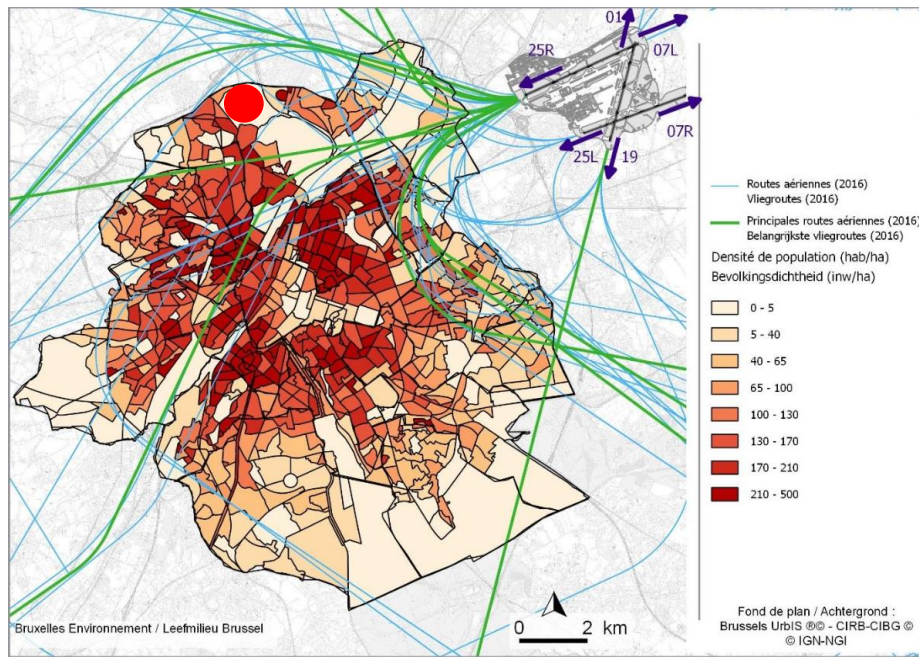 01
25R
07L
07R
25L
19
Routes aériennes (2016)
Vliegroutes (2016)
Principales routes aériennes (2016)
Belangrijkste vliegroutes (2016)
Densité de population (hab/ha)
Bevolkingsdichtheid (inw/ha)
0 - 5
5 - 40
40 - 65
65 - 100
100 - 130
130 - 170
170 - 210
210 - 500
Bruxelles Environnement / Leefmilieu Brussel
0 2 km
Fond de plan / Achtergrond :
Brussels UrbIS ®© - CIRB-CIBG ©
© IGN-NGI